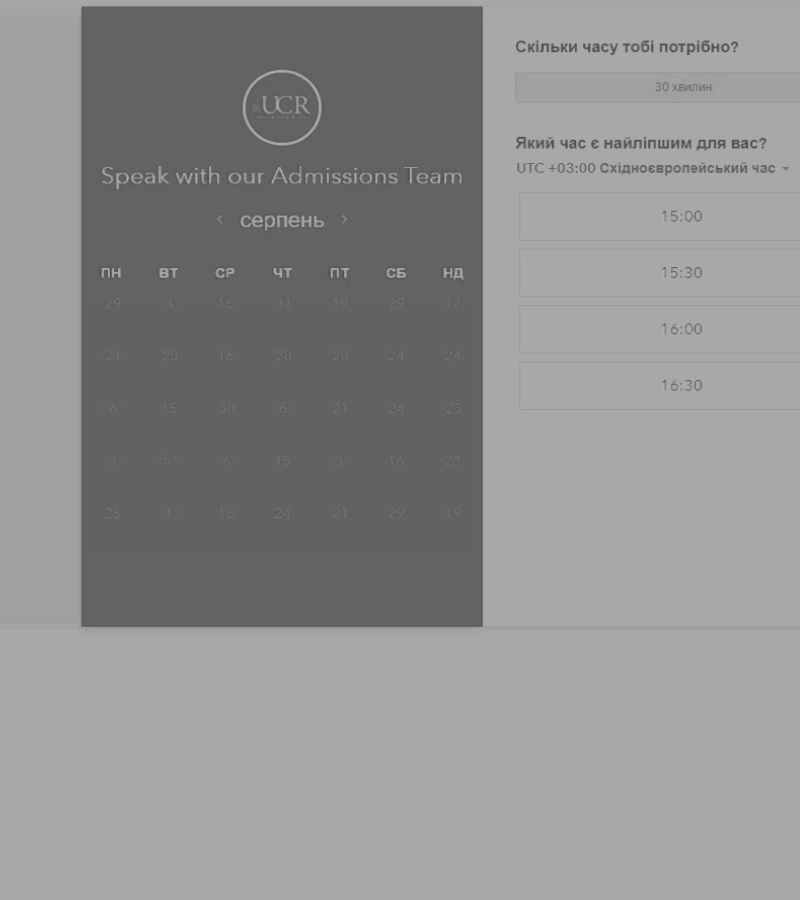 UCR
Speak with our Admissions Team
серпень
ПН ВТ СР ЧТ ПТ СБ НД
29 4 16 31 19 29 17
21 28 16 28 28 24 24
6 15 30 6 21 24 28
3 5 6 15 3 16 23
25 1 18 24 21 29 19
Скільки часу тобі потрібно?
30 хвилин
Який час є найліпшим для вас?
UTC +03:00 Східноєвропейський час
15:00
15:30
16:00
16:30